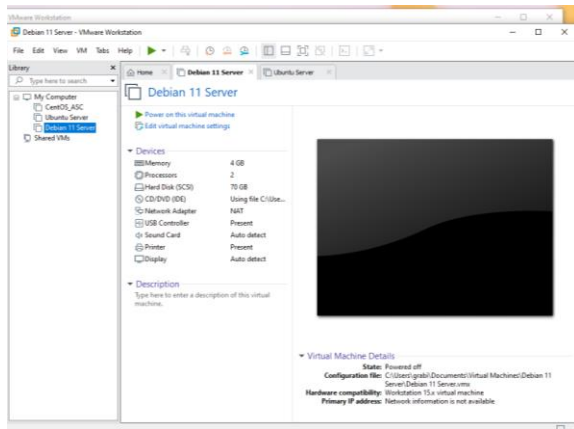 VMware Workstation
Debian 11 Server - VMware Workstation
File Edit View VM Tabs Help
Library
Type here to search
My Computer
CentOS_ASC
Ubuntu Server
Debian 11 Server
Shared VMs
Home
Debian 11 Server
Ubuntu Server
Debian 11 Server
Power on this virtual machine
Edit virtual machine settings
Devices
Memory 4 GB
Processors 2
Hard Disk (SCSI) 70 GB
CD/DVD (IDE) Using file C:\Use...
Network Adapter NAT
USB Controller Present
Sound Card Auto detect
Printer Present
Display Auto detect
Description
Type here to enter a description of this virtual
machine.
Virtual Machine Details
State: Powered off
Configuration file: C:\Users\grabi\Documents\Virtual Machines\Debian 11
Server\Debian 11 Server.vmx
Hardware compatibility: Workstation 15.x virtual machine
Primary IP address: Network information is not available